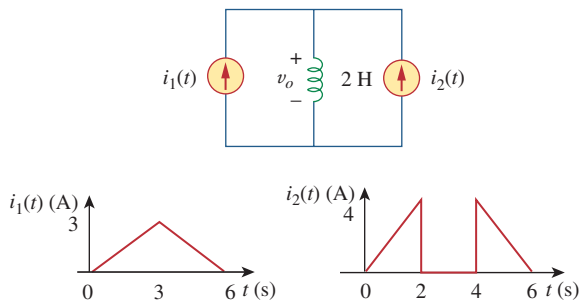 +
i₁(t) vₒ 2 H i₂(t)
−
i₁(t) (A)
3
0 3 6 t (s)
i₂(t) (A)
4
0 2 4 6 t (s)